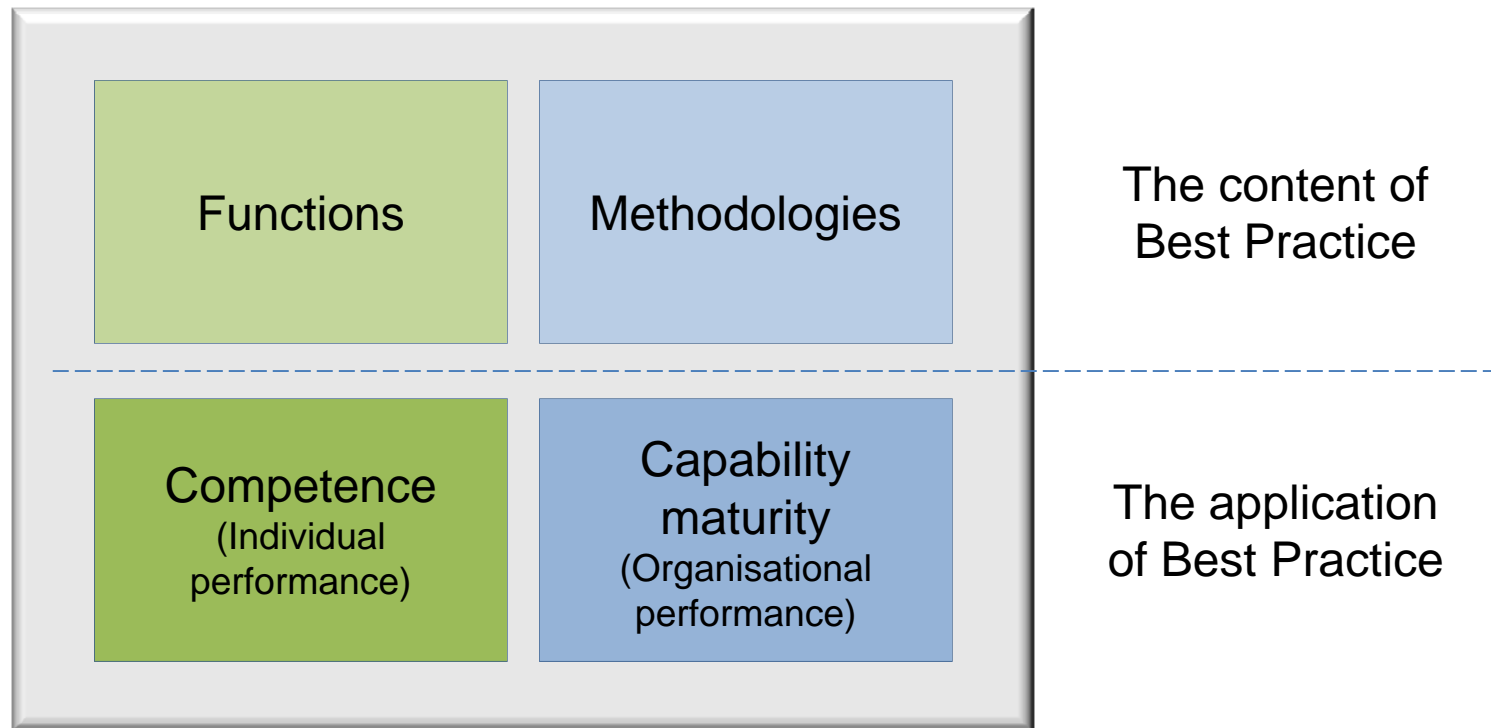 Functions
Methodologies
The content of
Best Practice
Competence
(Individual
performance)
Capability
maturity
(Organisational
performance)
The application
of Best Practice